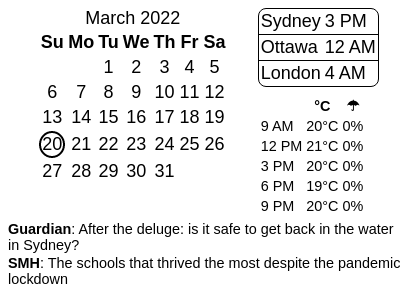 March 2022
Su Mo Tu We Th Fr Sa
1 2 3 4 5
6 7 8 9 10 11 12
13 14 15 16 17 18 19
20 21 22 23 24 25 26
27 28 29 30 31
Sydney 3 PM
Ottawa 12 AM
London 4 AM
°C ☂
9 AM 20°C 0%
12 PM 21°C 0%
3 PM 20°C 0%
6 PM 19°C 0%
9 PM 20°C 0%
Guardian: After the deluge: is it safe to get back in the water
in Sydney?
SMH: The schools that thrived the most despite the pandemic
lockdown